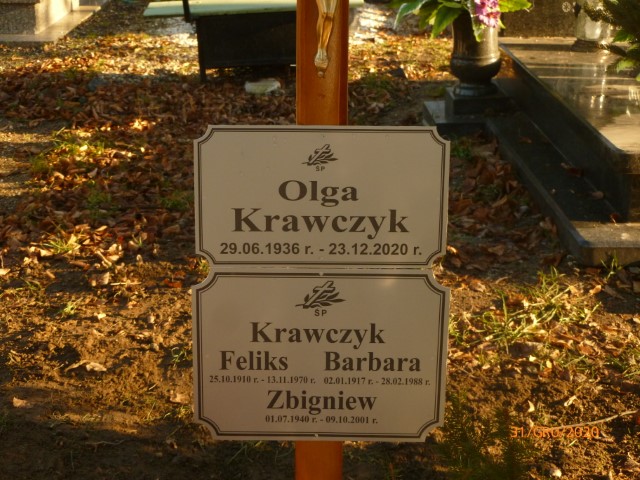 ŚP
Olga
Krawczyk
29.06.1936 r. - 23.12.2020 r.
ŚP
Krawczyk
Feliks Barbara
25.10.1910 r. - 13.11.1970 r. 02.01.1917 r. - 28.02.1988 r.
Zbigniew
01.07.1940 r. - 09.10.2001 r.